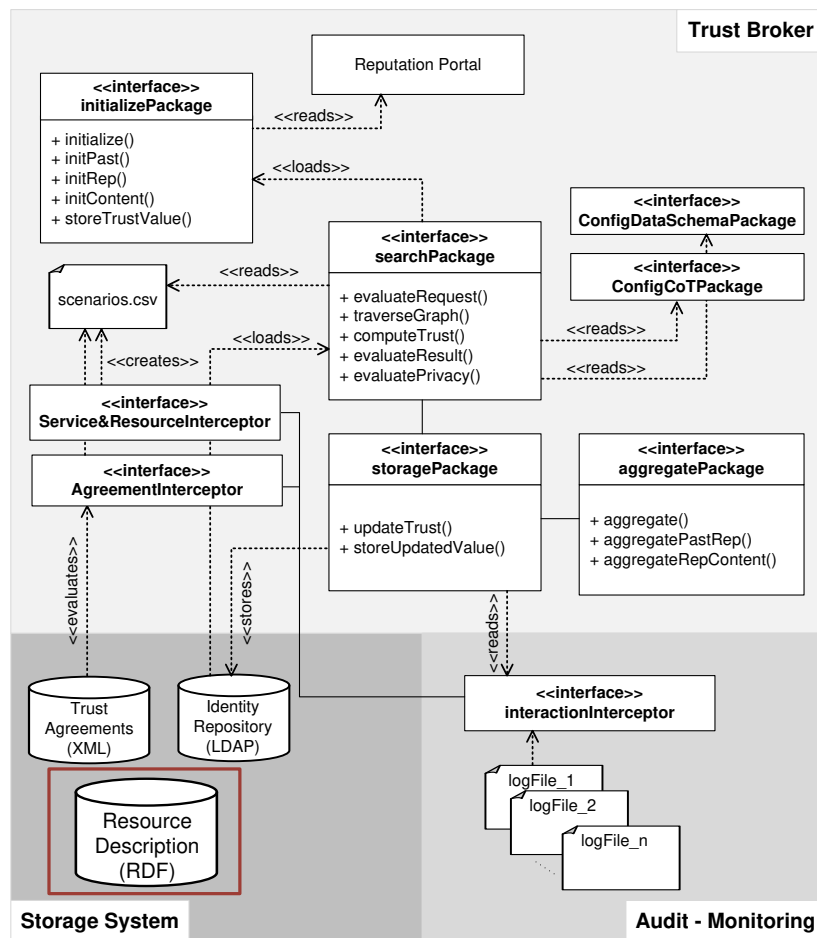 Trust Broker
Reputation Portal
<<interface>>
initializePackage
+ initialize()
+ initPast()
+ initRep()
+ initContent()
+ storeTrustValue()
<<reads>>
<<loads>>
<<interface>>
ConfigDataSchemaPackage
<<interface>>
searchPackage
+ evaluateRequest()
+ traverseGraph()
+ computeTrust()
+ evaluateResult()
+ evaluatePrivacy()
<<interface>>
ConfigCoTPackage
<<reads>>
scenarios.csv
<<reads>>
<<loads>>
<<creates>>
<<reads>>
<<interface>>
Service&ResourceInterceptor
<<interface>>
AgreementInterceptor
<<interface>>
storagePackage
+ updateTrust()
+ storeUpdatedValue()
<<interface>>
aggregatePackage
+ aggregate()
+ aggregatePastRep()
+ aggregateRepContent()
<<evaluates>>
<<stores>>
<<reads>>
Trust
Agreements
(XML)
Identity
Repository
(LDAP)
<<interface>>
interactionInterceptor
logFile_1
logFile_2
logFile_n
Resource
Description
(RDF)
Storage System
Audit - Monitoring